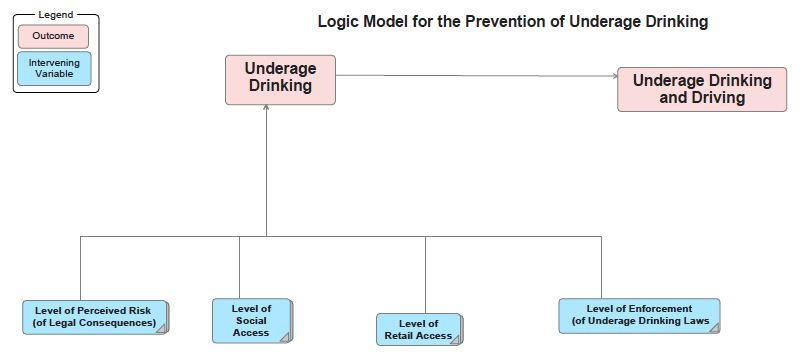 Legend
Outcome
Intervening
Variable
Logic Model for the Prevention of Underage Drinking
Underage
Drinking
Underage Drinking
and Driving
Level of Perceived Risk
(of Legal Consequences)
Level of
Social
Access
Level of
Retail Access
Level of Enforcement
(of Underage Drinking Laws